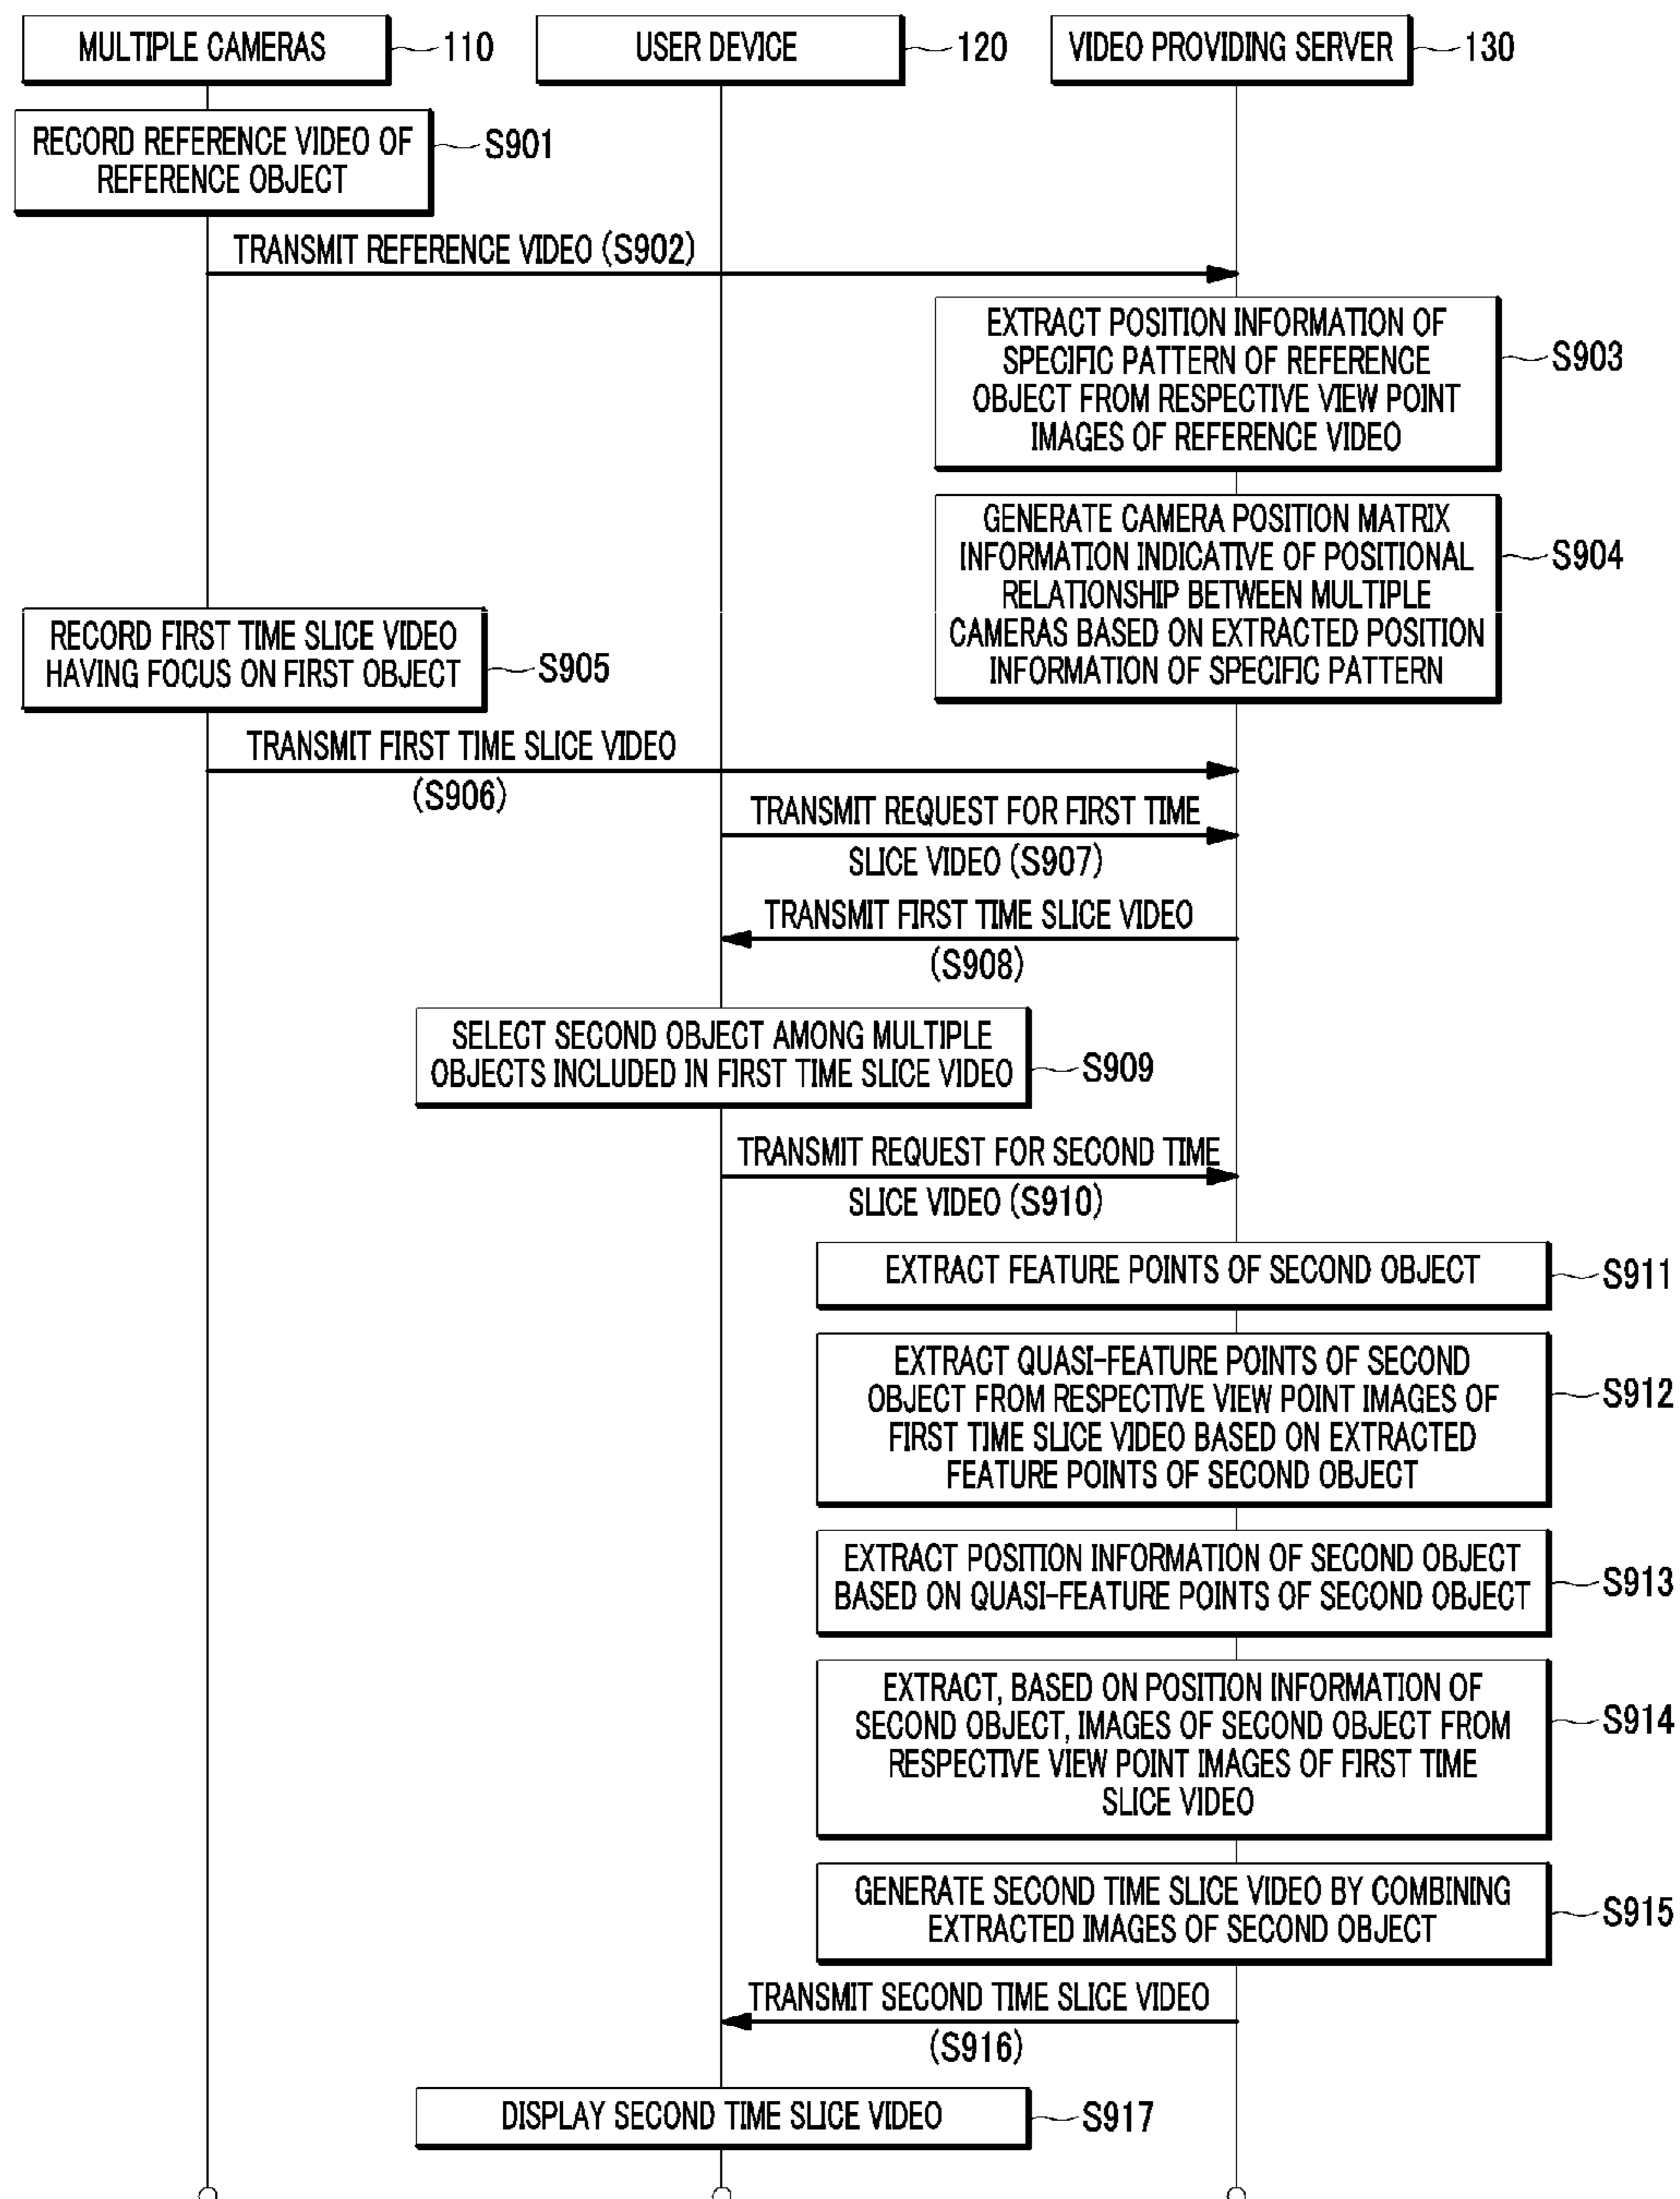 MULTIPLE CAMERAS
110
USER DEVICE
120
VIDEO PROVIDING SERVER
130
RECORD REFERENCE VIDEO OF
REFERENCE OBJECT
S901
TRANSMIT REFERENCE VIDEO (S902)
EXTRACT POSITION INFORMATION OF
SPECIFIC PATTERN OF REFERENCE
OBJECT FROM RESPECTIVE VIEW POINT
IMAGES OF REFERENCE VIDEO
S903
GENERATE CAMERA POSITION MATRIX
INFORMATION INDICATIVE OF POSITIONAL
RELATIONSHIP BETWEEN MULTIPLE
CAMERAS BASED ON EXTRACTED POSITION
INFORMATION OF SPECIFIC PATTERN
S904
RECORD FIRST TIME SLICE VIDEO
HAVING FOCUS ON FIRST OBJECT
S905
TRANSMIT FIRST TIME SLICE VIDEO
(S906)
TRANSMIT REQUEST FOR FIRST TIME
SLICE VIDEO (S907)
TRANSMIT FIRST TIME SLICE VIDEO
(S908)
SELECT SECOND OBJECT AMONG MULTIPLE
OBJECTS INCLUDED IN FIRST TIME SLICE VIDEO
S909
TRANSMIT REQUEST FOR SECOND TIME
SLICE VIDEO (S910)
EXTRACT FEATURE POINTS OF SECOND OBJECT
S911
EXTRACT QUASI-FEATURE POINTS OF SECOND
OBJECT FROM RESPECTIVE VIEW POINT IMAGES OF
FIRST TIME SLICE VIDEO BASED ON EXTRACTED
FEATURE POINTS OF SECOND OBJECT
S912
EXTRACT POSITION INFORMATION OF SECOND OBJECT
BASED ON QUASI-FEATURE POINTS OF SECOND OBJECT
S913
EXTRACT, BASED ON POSITION INFORMATION OF
SECOND OBJECT, IMAGES OF SECOND OBJECT FROM
RESPECTIVE VIEW POINT IMAGES OF FIRST TIME
SLICE VIDEO
S914
GENERATE SECOND TIME SLICE VIDEO BY COMBINING
EXTRACTED IMAGES OF SECOND OBJECT
S915
TRANSMIT SECOND TIME SLICE VIDEO
(S916)
DISPLAY SECOND TIME SLICE VIDEO
S917